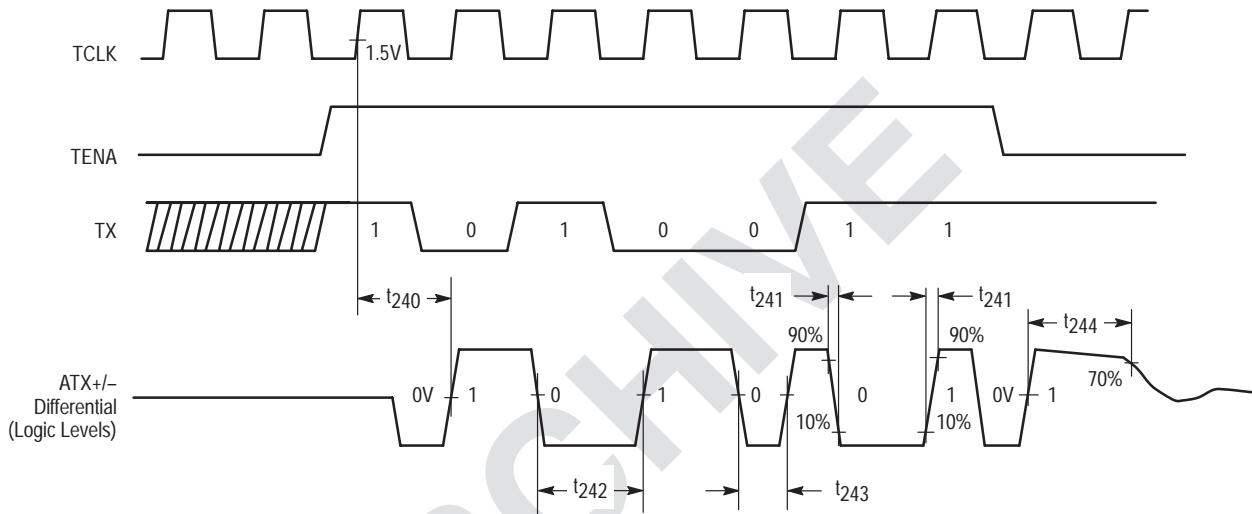 TCLK
1.5V
TENA
TX
1 0 1 0 0 1 1
t240
t241
t241
t244
90%
90%
70%
ATX+/–
Differential
(Logic Levels)
0V 1 0 1 0 0 1 0V 1
10%
10%
t242
t243
ARCHIVE